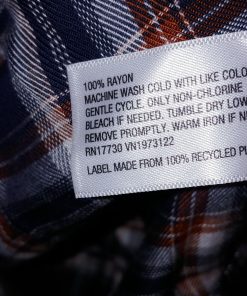 100% RAYON
MACHINE WASH COLD WITH LIKE COLO
GENTLE CYCLE. ONLY NON-CHLORINE
BLEACH IF NEEDED. TUMBLE DRY LOW
REMOVE PROMPTLY. WARM IRON IF N
RN17730 VN1973122
LABEL MADE FROM 100% RECYCLED P